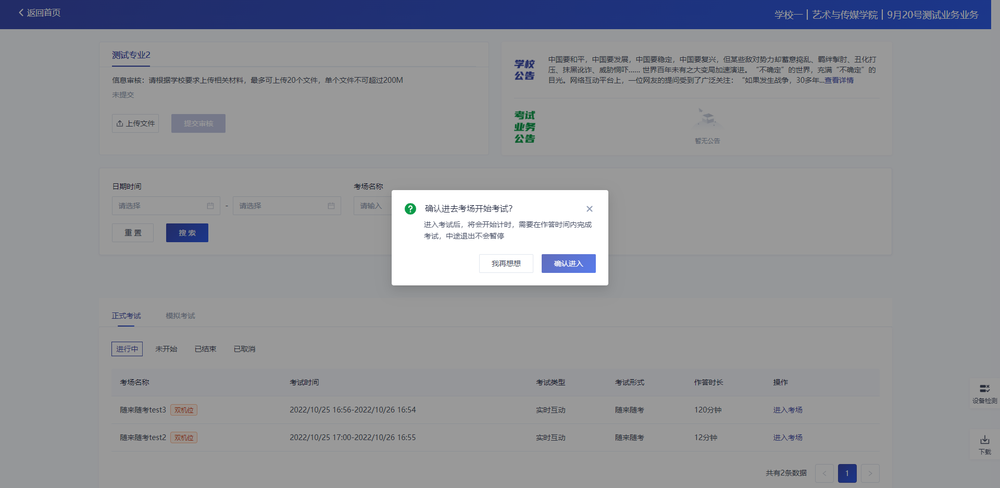 返回首页
学校一 | 艺术与传媒学院 | 9月20号测试业务业务
测试专业2
信息审核：请根据学校要求上传相关材料，最多可上传20个文件，单个文件不可超过200M
未提交
上传文件
提交审核
学校
公告
中国要和平，中国要发展，中国要稳定，中国要复兴，但某些敌对势力却蓄意捣乱、羁绊掣肘、丑化打
压、抹黑讹诈、威胁恫吓…… 世界百年未有之大变局加速演进。“不确定”的世界，充满“不确定”的
目光。网络互动平台上，一位网友的提问受到了广泛关注：“如果发生战争，30多年...查看详情
考试
业务
公告
暂无公告
日期时间
考场名称
请选择 - 请选择
请输入
重 置
搜 索
确认进去考场开始考试？
进入考试后，将会开始计时，需要在作答时间内完成
考试，中途退出不会暂停
我再想想
确认进入
正式考试
模拟考试
进行中 未开始 已结束 已取消
考场名称 考试时间 考试类型 考试形式 作答时长 操作
随来随考test3 双机位 2022/10/25 16:56-2022/10/26 16:54 实时互动 随来随考 120分钟 进入考场
随来随考test2 双机位 2022/10/25 17:00-2022/10/26 16:55 实时互动 随来随考 12分钟 进入考场
共有2条数据 < 1 >
设备检测
下载